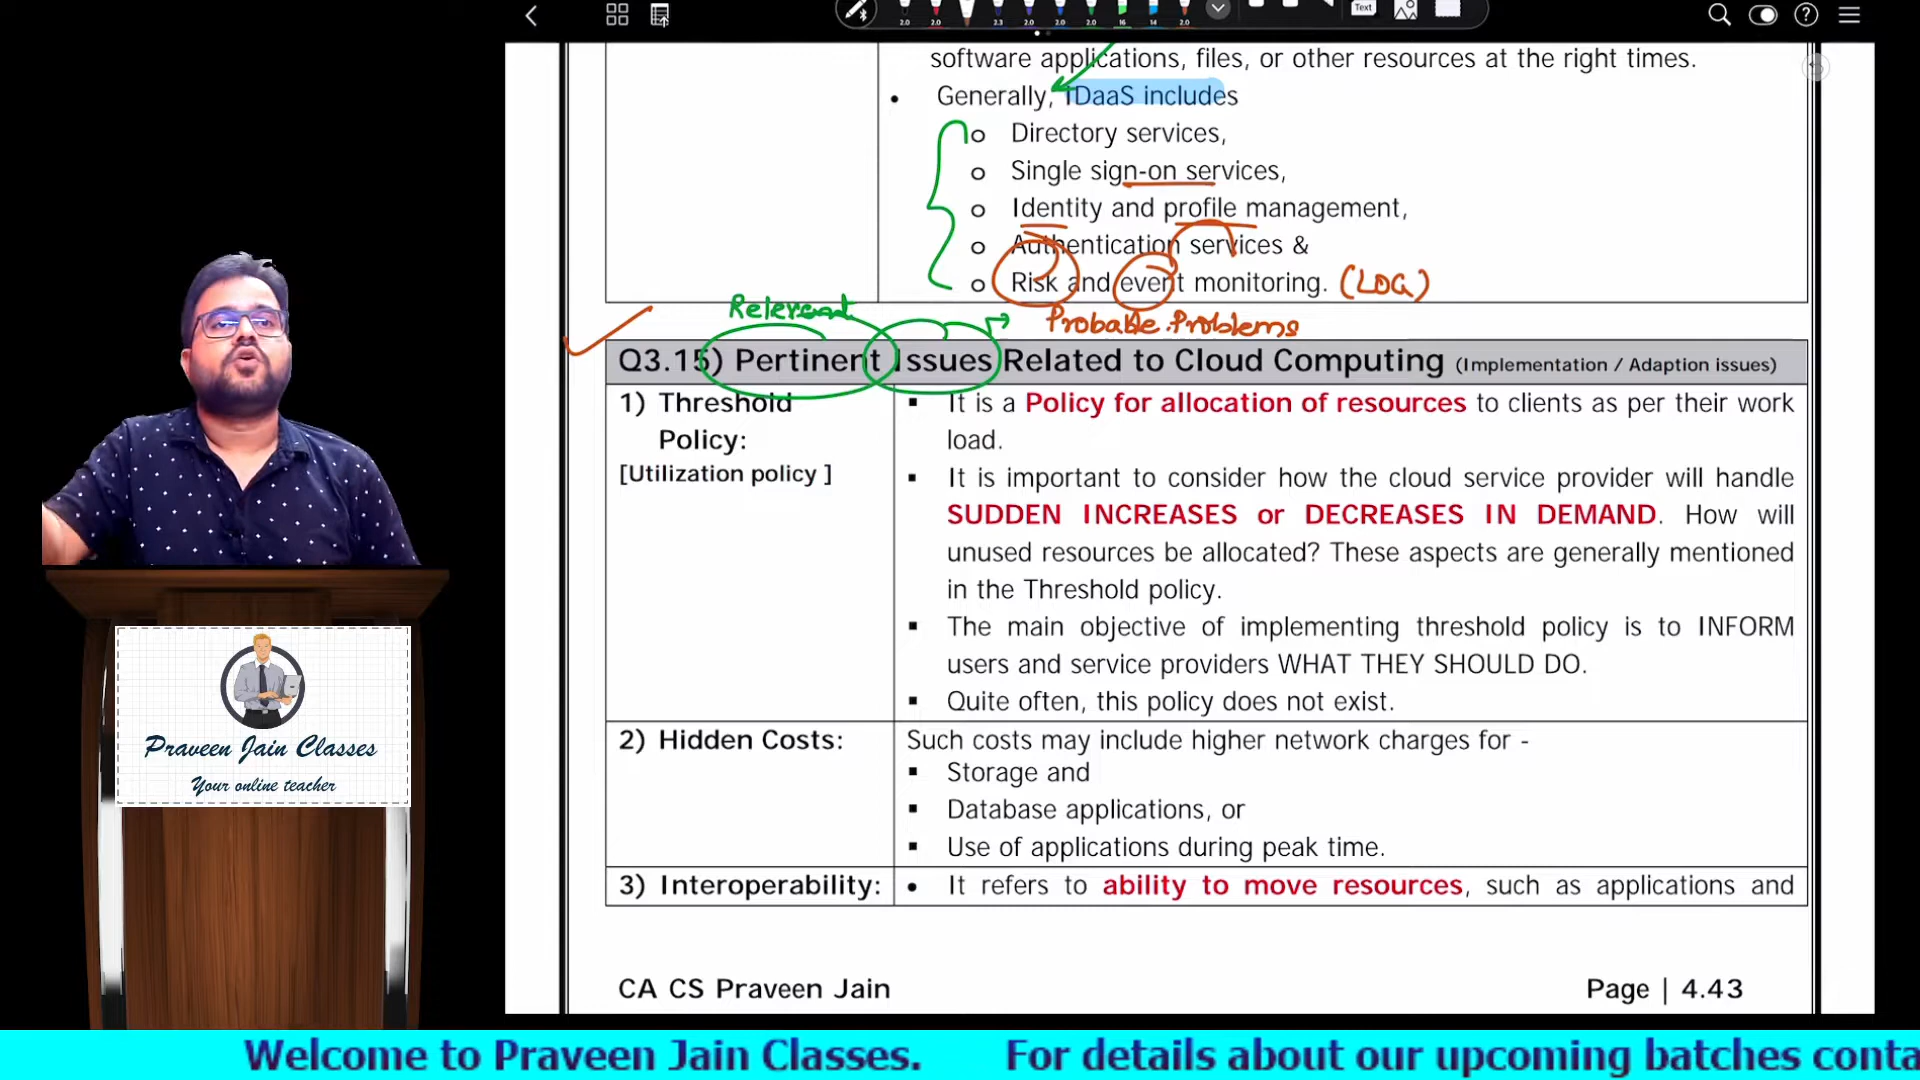 Text
software applications, files, or other resources at the right times.
• Generally, IDaaS includes
o Directory services,
o Single sign-on services,
o Identity and profile management,
o Authentication services &
o Risk and event monitoring. (LOG)
Relevant
Probable Problems
Q3.15) Pertinent Issues Related to Cloud Computing (Implementation / Adaption issues)
1) Threshold Policy:
[Utilization policy ]
▪ It is a Policy for allocation of resources to clients as per their work
load.
▪ It is important to consider how the cloud service provider will handle
SUDDEN INCREASES or DECREASES IN DEMAND. How will
unused resources be allocated? These aspects are generally mentioned
in the Threshold policy.
▪ The main objective of implementing threshold policy is to INFORM
users and service providers WHAT THEY SHOULD DO.
▪ Quite often, this policy does not exist.
2) Hidden Costs:
Such costs may include higher network charges for -
▪ Storage and
▪ Database applications, or
▪ Use of applications during peak time.
3) Interoperability:
• It refers to ability to move resources, such as applications and
CA CS Praveen Jain
Page | 4.43
Praveen Jain Classes
Your online teacher
Welcome to Praveen Jain Classes. For details about our upcoming batches conta